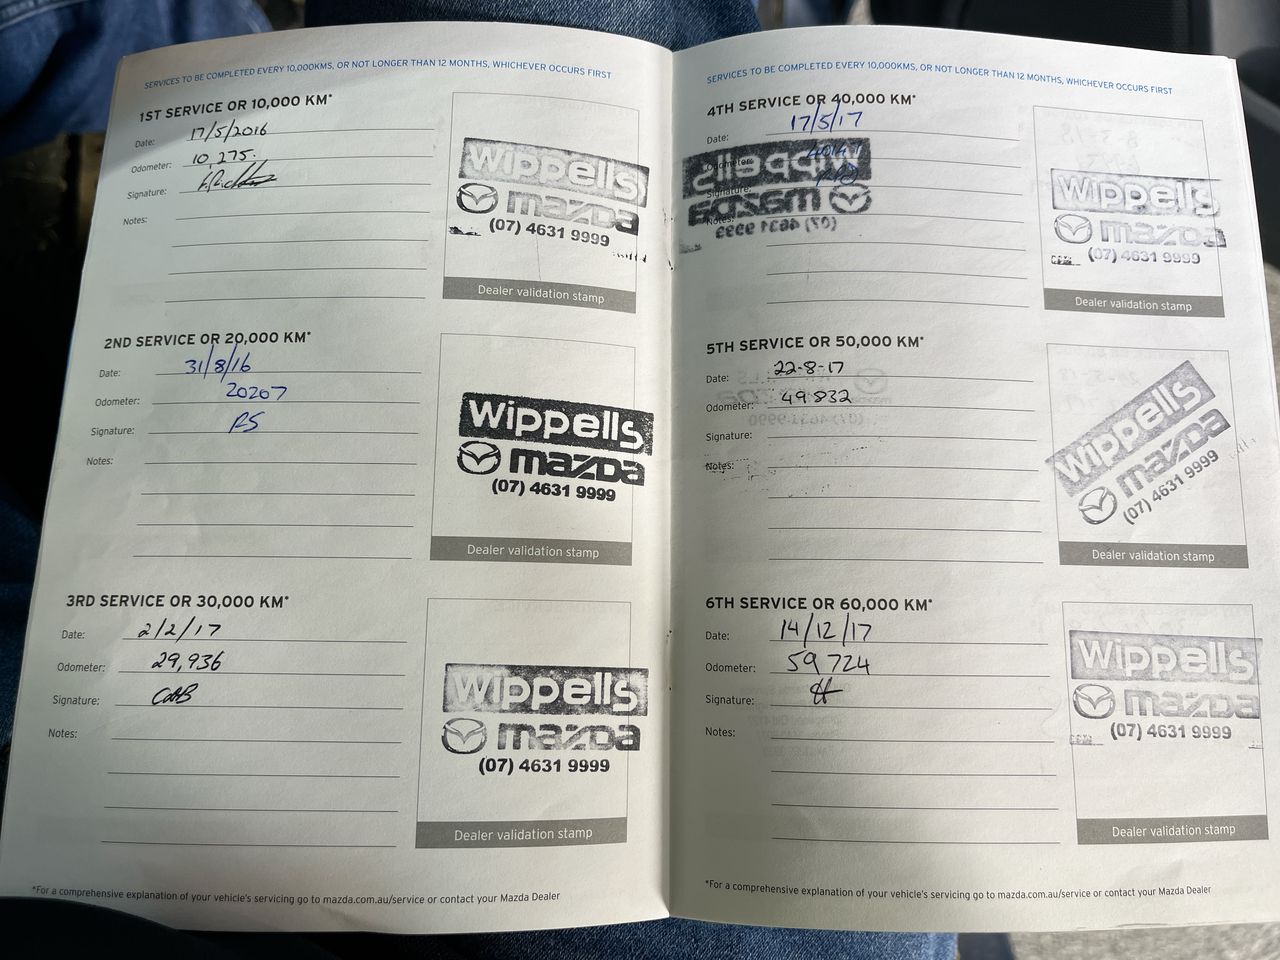 SERVICES TO BE COMPLETED EVERY 10,000KMS, OR NOT LONGER THAN 12 MONTHS, WHICHEVER OCCURS FIRST
1ST SERVICE OR 10,000 KM*
Date: 17/5/2016
Odometer: 10,275.
Signature:
Notes:
Wippells
mazda
(07) 4631 9999
Dealer validation stamp
2ND SERVICE OR 20,000 KM*
Date: 31/8/16
Odometer: 20207
Signature: RS
Notes:
Wippells
mazda
(07) 4631 9999
Dealer validation stamp
3RD SERVICE OR 30,000 KM*
Date: 2/2/17
Odometer: 29,936
Signature:
Notes:
Wippells
mazda
(07) 4631 9999
Dealer validation stamp
*For a comprehensive explanation of your vehicle's servicing go to mazda.com.au/service or contact your Mazda Dealer
SERVICES TO BE COMPLETED EVERY 10,000KMS, OR NOT LONGER THAN 12 MONTHS, WHICHEVER OCCURS FIRST
4TH SERVICE OR 40,000 KM*
Date: 17/5/17
Odometer:
Signature:
Notes:
Wippells
mazda
(07) 4631 9999
Dealer validation stamp
5TH SERVICE OR 50,000 KM*
Date: 22-8-17
Odometer: 49832
Signature:
Notes:
Wippells
mazda
(07) 4631 9999
Dealer validation stamp
6TH SERVICE OR 60,000 KM*
Date: 14/12/17
Odometer: 59724
Signature:
Notes:
Wippells
mazda
(07) 4631 9999
Dealer validation stamp
*For a comprehensive explanation of your vehicle's servicing go to mazda.com.au/service or contact your Mazda Dealer